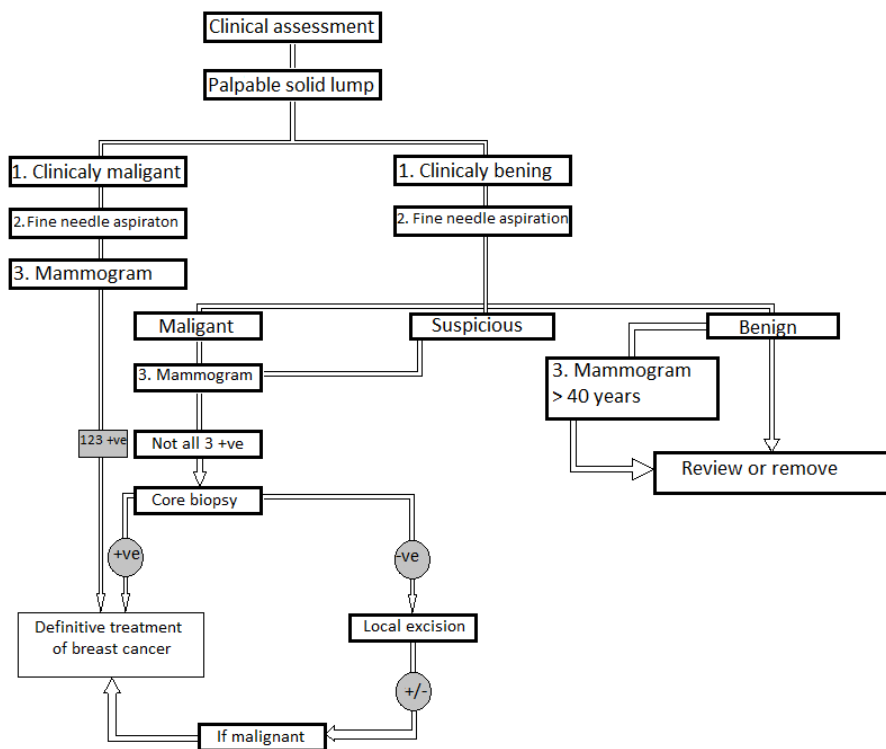 Clinical assessment
Palpable solid lump
1. Clinicaly maligant
1. Clinicaly bening
2. Fine needle aspiraton
2. Fine needle aspiration
3. Mammogram
Maligant
Suspicious
Benign
3. Mammogram
3. Mammogram
> 40 years
123 +ve
Not all 3 +ve
Review or remove
Core biopsy
+ve
-ve
Definitive treatment
of breast cancer
Local excision
+/-
If malignant